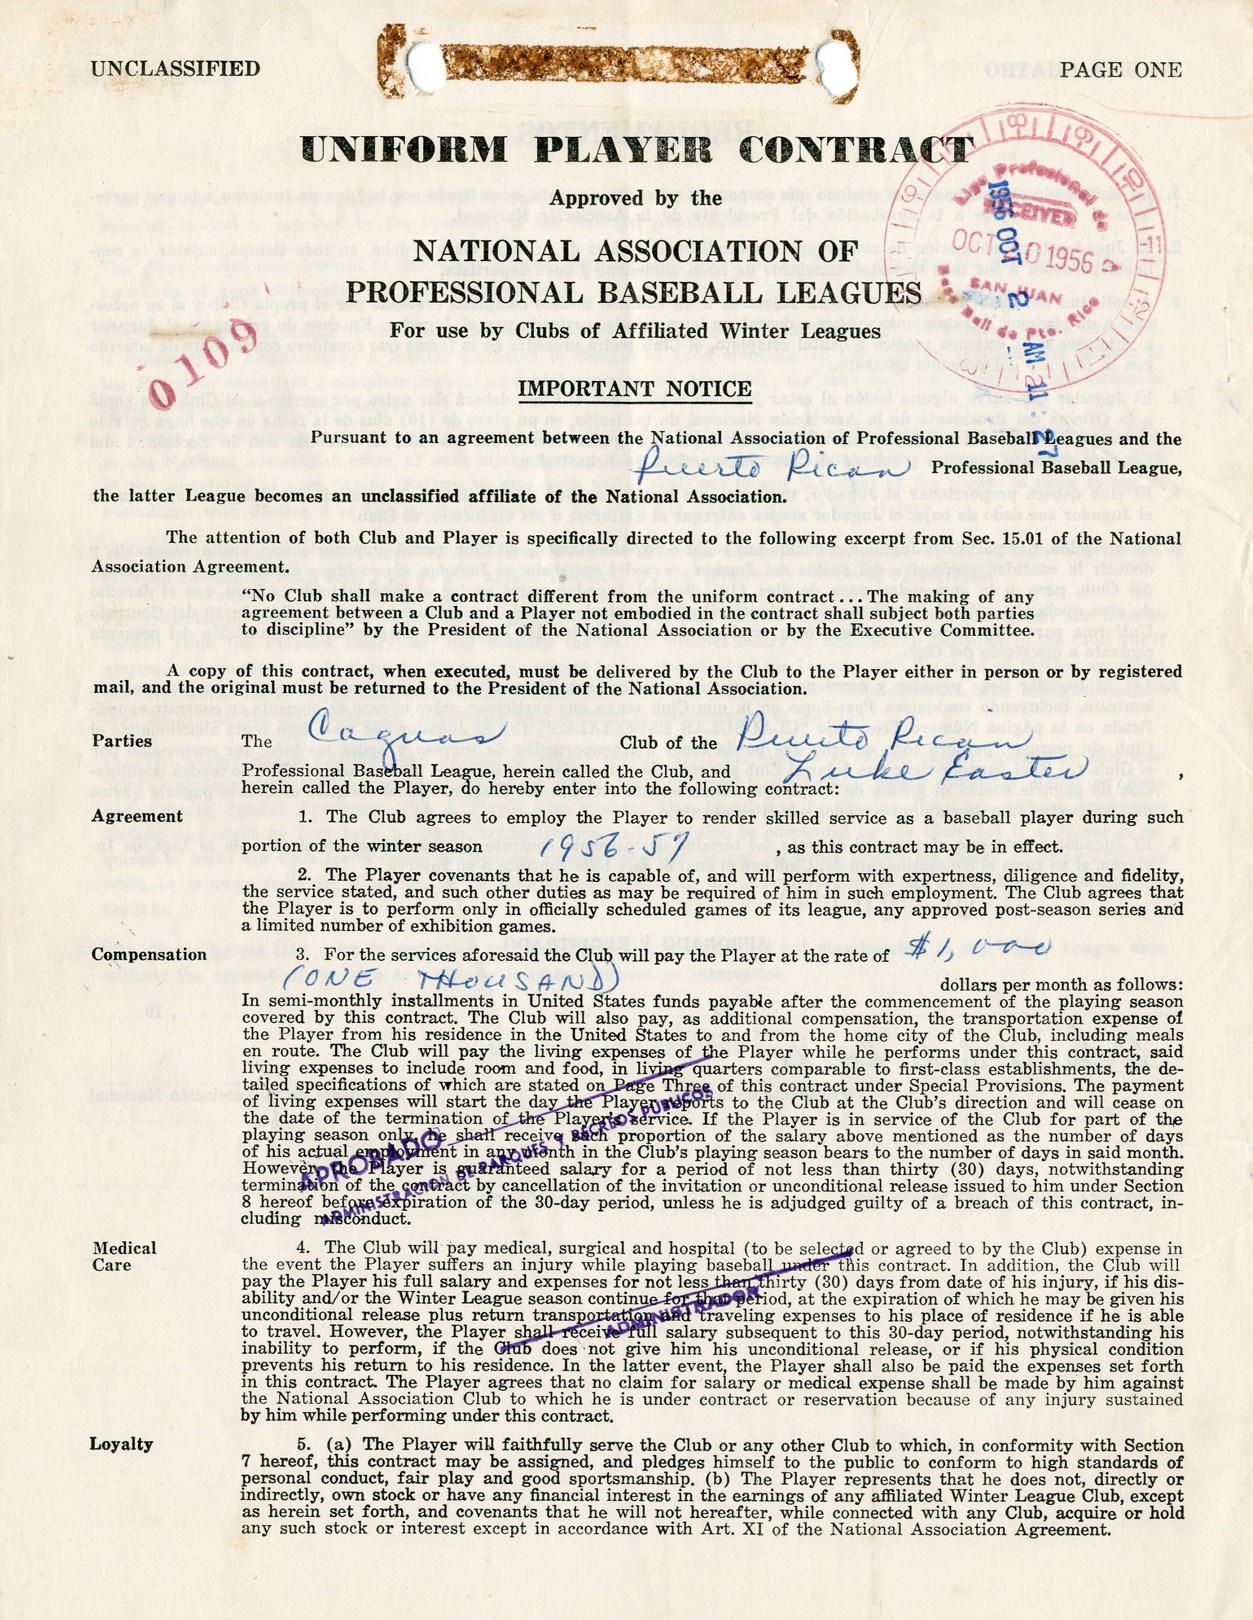 UNCLASSIFIED
PAGE ONE
UNIFORM PLAYER CONTRACT
Approved by the
NATIONAL ASSOCIATION OF
PROFESSIONAL BASEBALL LEAGUES
For use by Clubs of Affiliated Winter Leagues
Liga Profesional de
RECEIVED
OCT 1956
SAN JUAN
Base Ball de Pto. Rico
1956 OCT 2 AM 11:27
0109
IMPORTANT NOTICE
Pursuant to an agreement between the National Association of Professional Baseball Leagues and the
Puerto Rican Professional Baseball League,
the latter League becomes an unclassified affiliate of the National Association.
The attention of both Club and Player is specifically directed to the following excerpt from Sec. 15.01 of the National
Association Agreement.
“No Club shall make a contract different from the uniform contract... The making of any
agreement between a Club and a Player not embodied in the contract shall subject both parties
to discipline” by the President of the National Association or by the Executive Committee.
A copy of this contract, when executed, must be delivered by the Club to the Player either in person or by registered
mail, and the original must be returned to the President of the National Association.
Parties The Caguas Club of the Puerto Rican
Professional Baseball League, herein called the Club, and Luke Easter ,
herein called the Player, do hereby enter into the following contract:
Agreement 1. The Club agrees to employ the Player to render skilled service as a baseball player during such
portion of the winter season 1956-57 , as this contract may be in effect.
2. The Player covenants that he is capable of, and will perform with expertness, diligence and fidelity,
the service stated, and such other duties as may be required of him in such employment. The Club agrees that
the Player is to perform only in officially scheduled games of its league, any approved post-season series and
a limited number of exhibition games.
Compensation 3. For the services aforesaid the Club will pay the Player at the rate of $1,000
(ONE THOUSAND) dollars per month as follows:
In semi-monthly installments in United States funds payable after the commencement of the playing season
covered by this contract. The Club will also pay, as additional compensation, the transportation expense of
the Player from his residence in the United States to and from the home city of the Club, including meals
en route. The Club will pay the living expenses of the Player while he performs under this contract, said
living expenses to include room and food, in living quarters comparable to first-class establishments, the de-
tailed specifications of which are stated on Page Three of this contract under Special Provisions. The payment
of living expenses will start the day the Player reports to the Club at the Club's direction and will cease on
the date of the termination of the Player's service. If the Player is in service of the Club for part of the
playing season only, he shall receive such proportion of the salary above mentioned as the number of days
of his actual employment in any month in the Club's playing season bears to the number of days in said month.
However, the Player is guaranteed salary for a period of not less than thirty (30) days, notwithstanding
termination of the contract by cancellation of the invitation or unconditional release issued to him under Section
8 hereof before expiration of the 30-day period, unless he is adjudged guilty of a breach of this contract, in-
cluding misconduct.
APROBADO
ADMINISTRACION DE PARQUES Y RECREOS PUBLICOS
Medical
Care
4. The Club will pay medical, surgical and hospital (to be selected or agreed to by the Club) expense in
the event the Player suffers an injury while playing baseball under this contract. In addition, the Club will
pay the Player his full salary and expenses for not less than thirty (30) days from date of his injury, if his dis-
ability and/or the Winter League season continue for that period, at the expiration of which he may be given his
unconditional release plus return transportation and traveling expenses to his place of residence if he is able
to travel. However, the Player shall receive full salary subsequent to this 30-day period, notwithstanding his
inability to perform, if the Club does not give him his unconditional release, or if his physical condition
prevents his return to his residence. In the latter event, the Player shall also be paid the expenses set forth
in this contract. The Player agrees that no claim for salary or medical expense shall be made by him against
the National Association Club to which he is under contract or reservation because of any injury sustained
by him while performing under this contract.
ADMINISTRADOR
Loyalty 5. (a) The Player will faithfully serve the Club or any other Club to which, in conformity with Section
7 hereof, this contract may be assigned, and pledges himself to the public to conform to high standards of
personal conduct, fair play and good sportsmanship. (b) The Player represents that he does not, directly or
indirectly, own stock or have any financial interest in the earnings of any affiliated Winter League Club, except
as herein set forth, and covenants that he will not hereafter, while connected with any Club, acquire or hold
any such stock or interest except in accordance with Art. XI of the National Association Agreement.